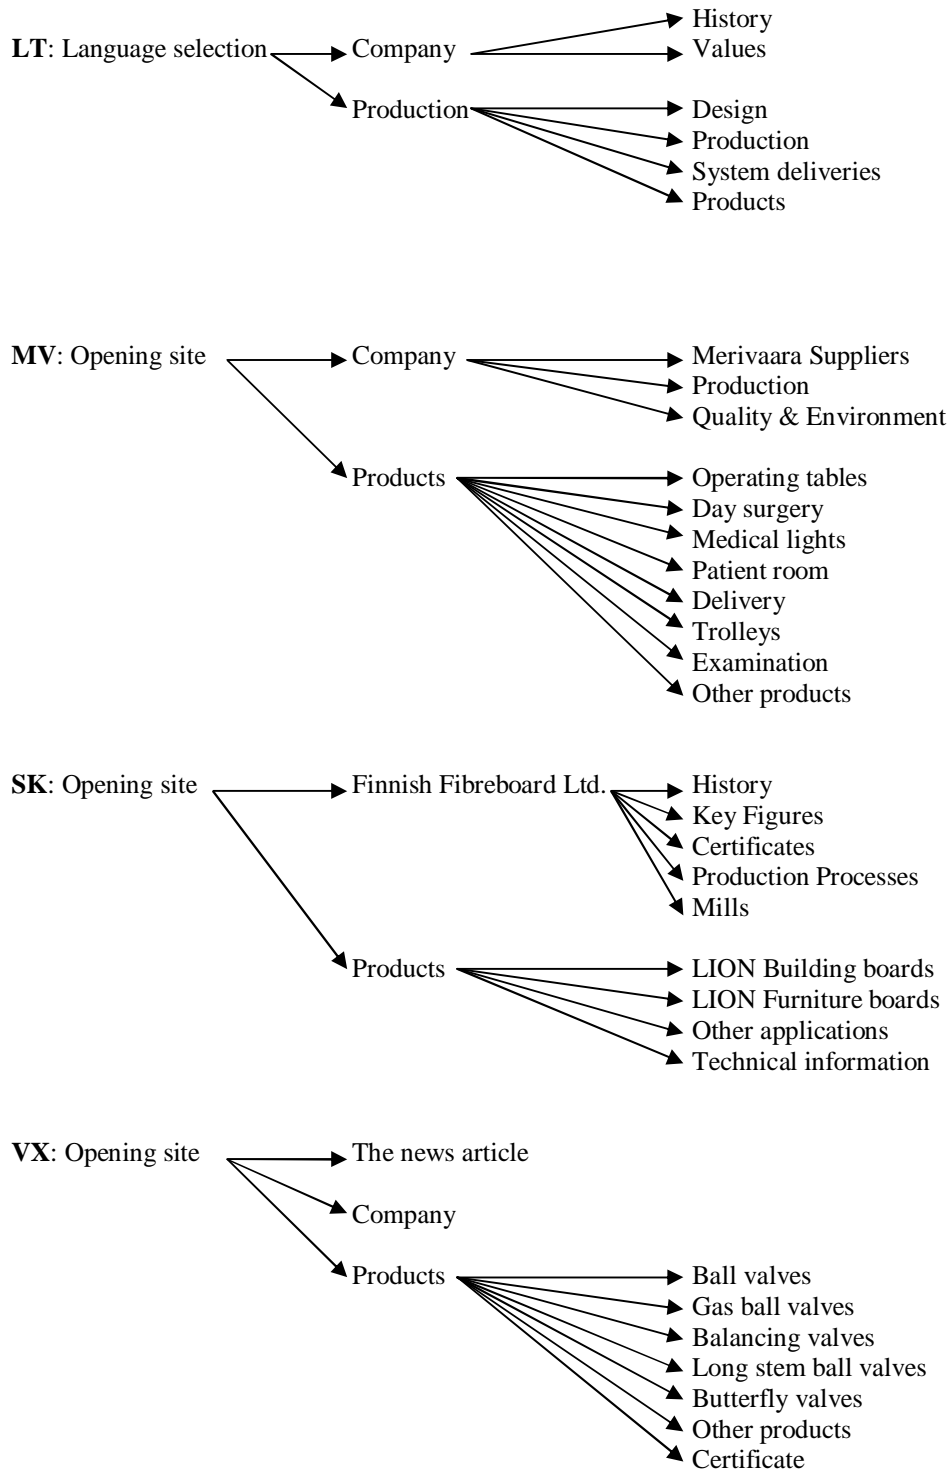 History
LT: Language selection Company Values
Production Design
Production
System deliveries
Products
MV: Opening site Company Merivaara Suppliers
Production
Quality & Environment
Products Operating tables
Day surgery
Medical lights
Patient room
Delivery
Trolleys
Examination
Other products
SK: Opening site Finnish Fibreboard Ltd. History
Key Figures
Certificates
Production Processes
Mills
Products LION Building boards
LION Furniture boards
Other applications
Technical information
VX: Opening site The news article
Company
Products Ball valves
Gas ball valves
Balancing valves
Long stem ball valves
Butterfly valves
Other products
Certificate